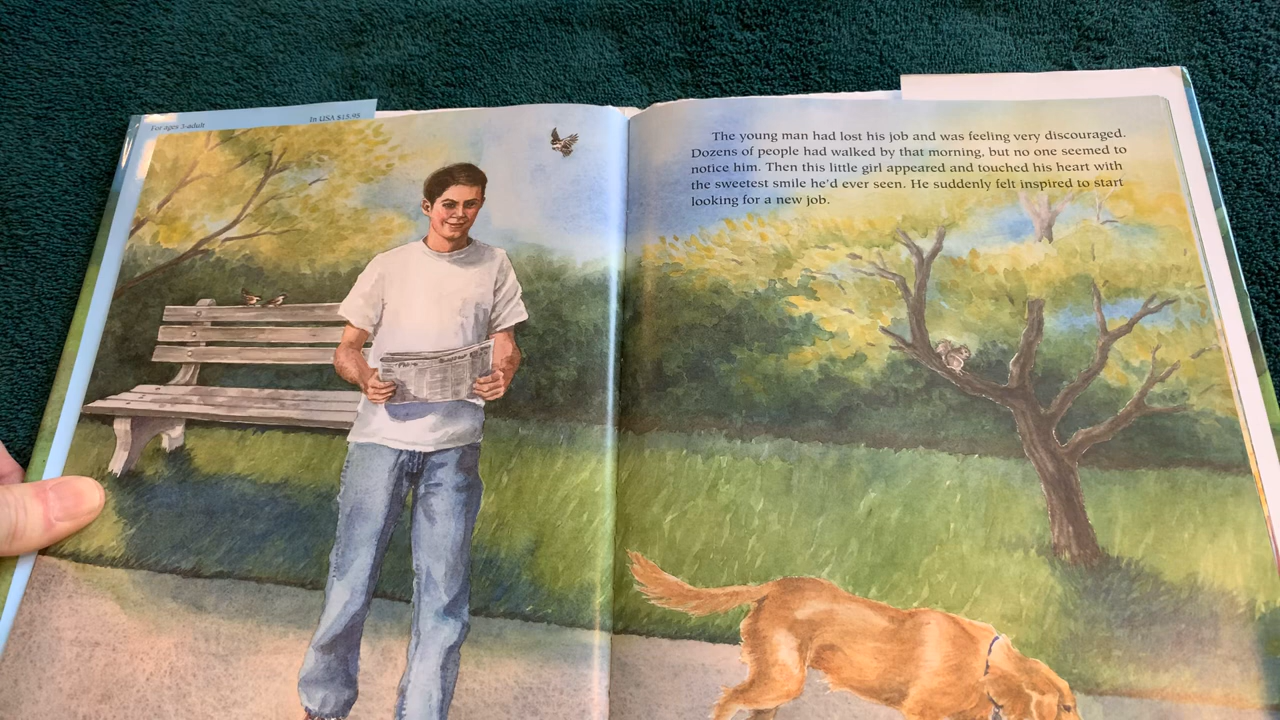 For ages 3-adult
In USA $15.95
The young man had lost his job and was feeling very discouraged.
Dozens of people had walked by that morning, but no one seemed to
notice him. Then this little girl appeared and touched his heart with
the sweetest smile he'd ever seen. He suddenly felt inspired to start
looking for a new job.